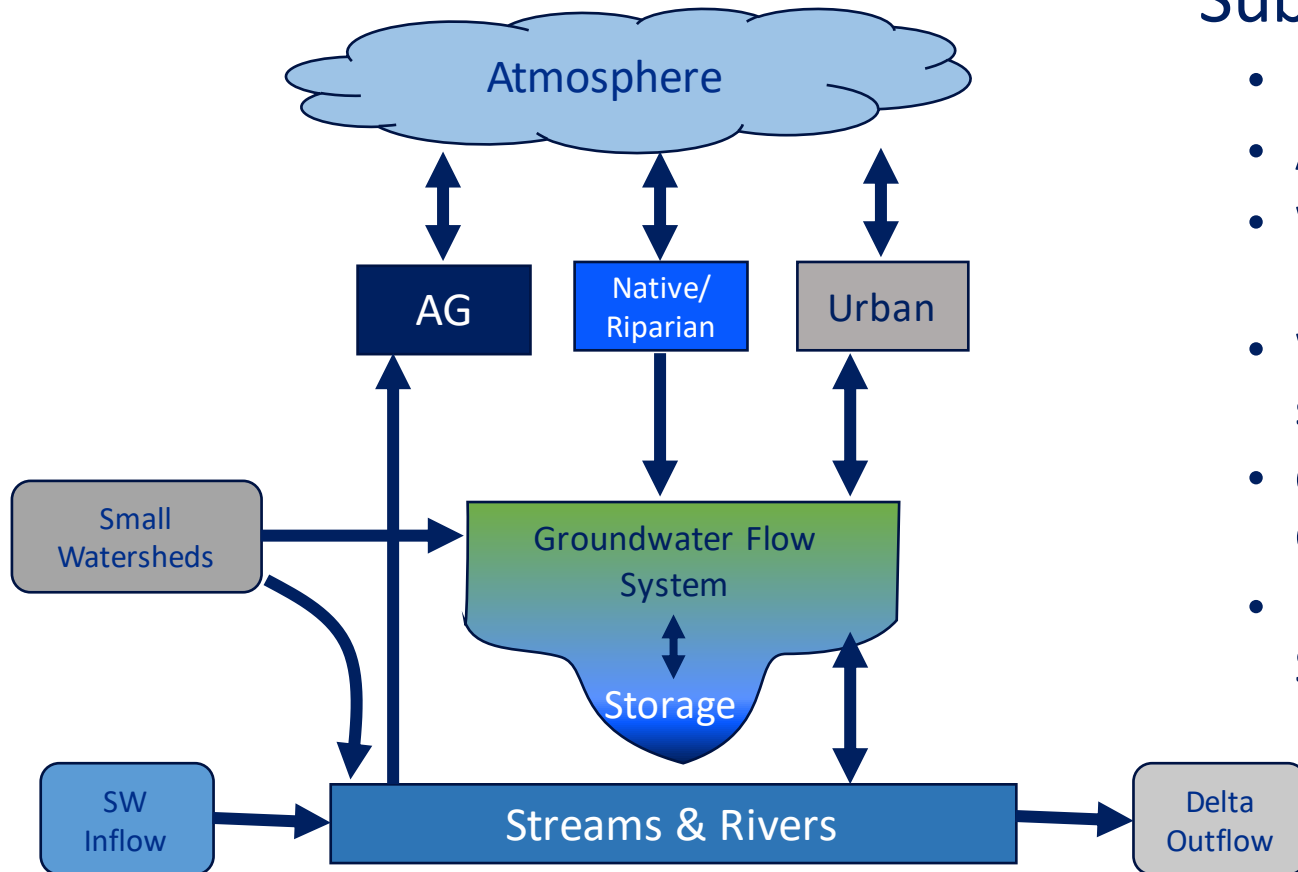 Atmosphere
AG
Native/
Riparian
Urban
Small
Watersheds
Groundwater Flow
System
Storage
SW
Inflow
Streams & Rivers
Delta
Outflow